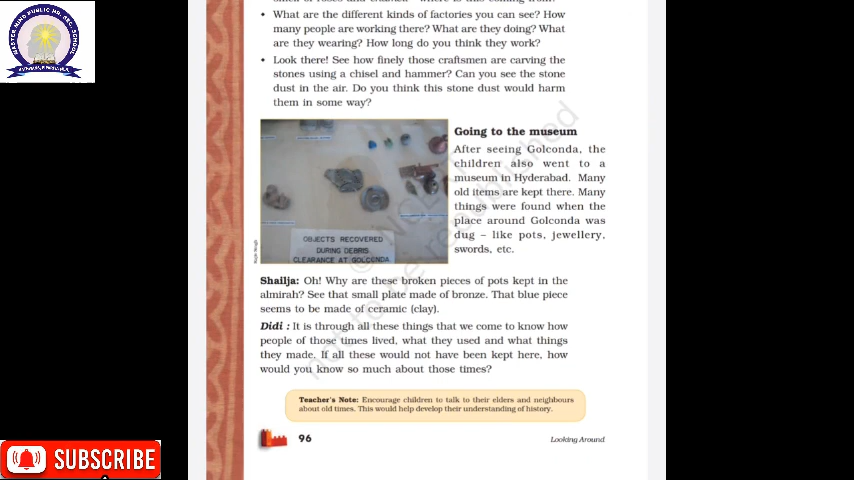 • What are the different kinds of factories you can see? How
many people are working there? What are they doing? What
are they wearing? How long do you think they work?
• Look there! See how finely those craftsmen are carving the
stones using a chisel and hammer? Can you see the stone
dust in the air. Do you think this stone dust would harm
them in some way?
OBJECTS RECOVERED
DURING DEBRIS
CLEARANCE AT GOLCONDA
Going to the museum
After seeing Golconda, the
children also went to a
museum in Hyderabad. Many
old items are kept there. Many
things were found when the
place around Golconda was
dug – like pots, jewellery,
swords, etc.
Shailja: Oh! Why are these broken pieces of pots kept in the
almirah? See that small plate made of bronze. That blue piece
seems to be made of ceramic (clay).
Didi : It is through all these things that we come to know how
people of those times lived, what they used and what things
they made. If all these would not have been kept here, how
would you know so much about those times?
Teacher's Note: Encourage children to talk to their elders and neighbours
about old times. This would help develop their understanding of history.
96
Looking Around
not to be republished
SUBSCRIBE